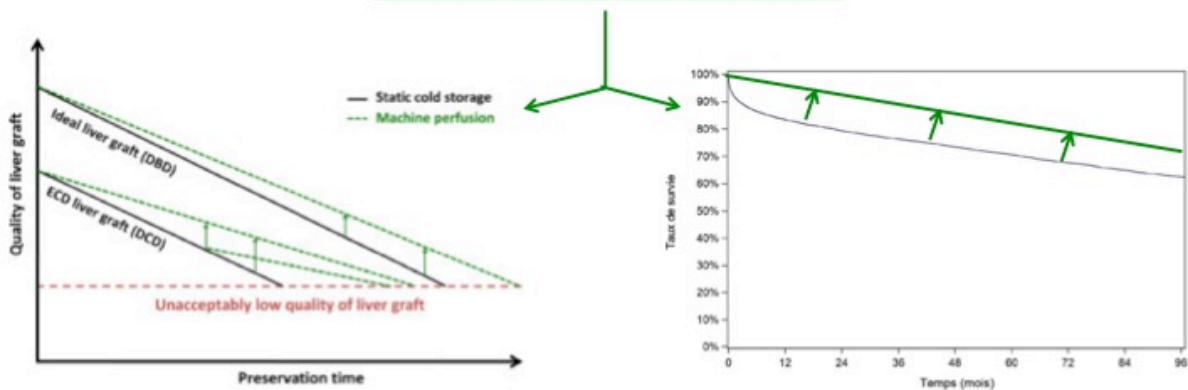 Quality of liver graft
Ideal liver graft (DBD)
ECD liver graft (DCD)
Static cold storage
Machine perfusion
Unacceptably low quality of liver graft
Preservation time
Taux de survie
100%
90%
80%
70%
60%
50%
40%
30%
20%
10%
0%
0 12 24 36 48 60 72 84 96
Temps (mois)